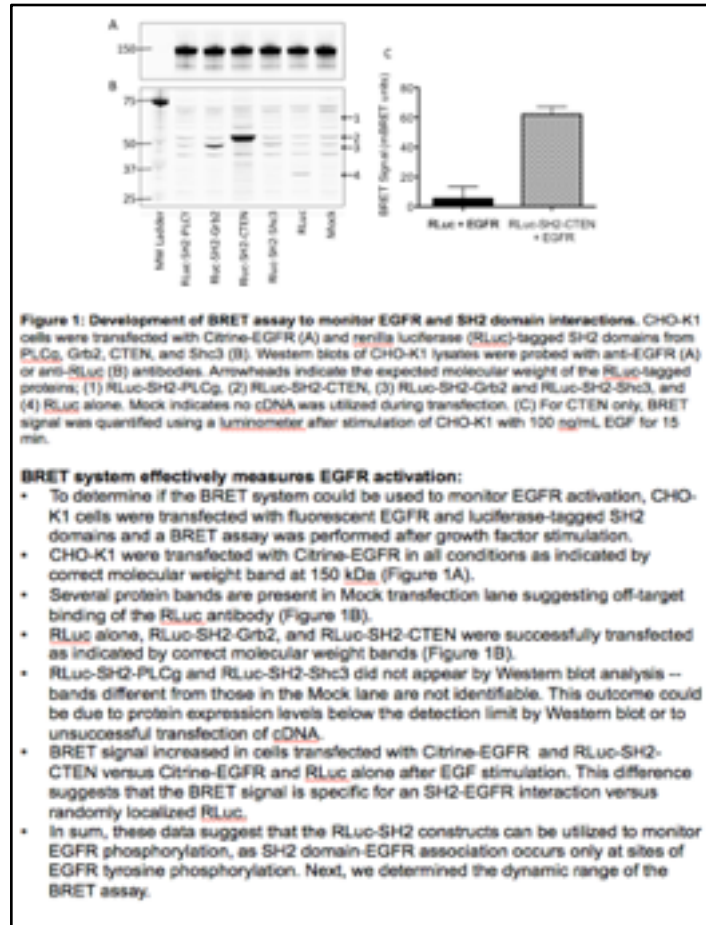 A
150
B
75
50
37
25
1
2
3
4
MW Ladder
RLuc-SH2-PLCγ
Rluc-SH2-Grb2
Rluc-SH2-CTEN
RLuc-SH2-Shc3
RLuc
Mock
C
BRET Signal (mBRET units)
80
60
40
20
0
RLuc + EGFR
RLuc-SH2-CTEN
+ EGFR
Figure 1: Development of BRET assay to monitor EGFR and SH2 domain interactions. CHO-K1
cells were transfected with Citrine-EGFR (A) and renilla luciferase (RLuc)-tagged SH2 domains from
PLCg, Grb2, CTEN, and Shc3 (B). Western blots of CHO-K1 lysates were probed with anti-EGFR (A)
or anti-RLuc (B) antibodies. Arrowheads indicate the expected molecular weight of the RLuc-tagged
proteins; (1) RLuc-SH2-PLCg, (2) RLuc-SH2-CTEN, (3) RLuc-SH2-Grb2 and RLuc-SH2-Shc3, and
(4) RLuc alone. Mock indicates no cDNA was utilized during transfection. (C) For CTEN only, BRET
signal was quantified using a luminometer after stimulation of CHO-K1 with 100 ng/mL EGF for 15
min.
BRET system effectively measures EGFR activation:
• To determine if the BRET system could be used to monitor EGFR activation, CHO-
K1 cells were transfected with fluorescent EGFR and luciferase-tagged SH2
domains and a BRET assay was performed after growth factor stimulation.
• CHO-K1 were transfected with Citrine-EGFR in all conditions as indicated by
correct molecular weight band at 150 kDa (Figure 1A).
• Several protein bands are present in Mock transfection lane suggesting off-target
binding of the RLuc antibody (Figure 1B).
• RLuc alone, RLuc-SH2-Grb2, and RLuc-SH2-CTEN were successfully transfected
as indicated by correct molecular weight bands (Figure 1B).
• RLuc-SH2-PLCg and RLuc-SH2-Shc3 did not appear by Western blot analysis --
bands different from those in the Mock lane are not identifiable. This outcome could
be due to protein expression levels below the detection limit by Western blot or to
unsuccessful transfection of cDNA.
• BRET signal increased in cells transfected with Citrine-EGFR and RLuc-SH2-
CTEN versus Citrine-EGFR and RLuc alone after EGF stimulation. This difference
suggests that the BRET signal is specific for an SH2-EGFR interaction versus
randomly localized RLuc.
• In sum, these data suggest that the RLuc-SH2 constructs can be utilized to monitor
EGFR phosphorylation, as SH2 domain-EGFR association occurs only at sites of
EGFR tyrosine phosphorylation. Next, we determined the dynamic range of the
BRET assay.